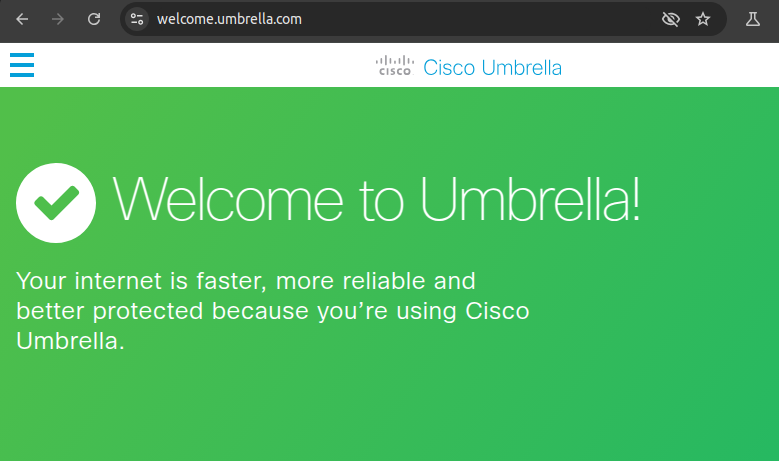 welcome.umbrella.com
CISCO Cisco Umbrella
Welcome to Umbrella!
Your internet is faster, more reliable and
better protected because you’re using Cisco
Umbrella.